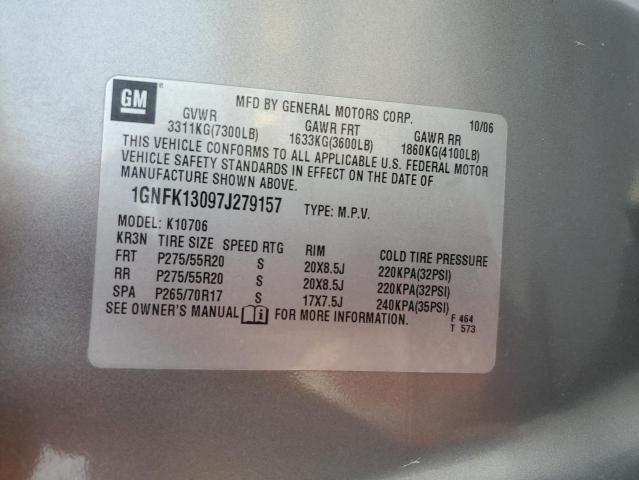 GM ®
MFD BY GENERAL MOTORS CORP. 10/06
GVWR GAWR FRT GAWR RR
3311KG(7300LB) 1633KG(3600LB) 1860KG(4100LB)
THIS VEHICLE CONFORMS TO ALL APPLICABLE U.S. FEDERAL MOTOR
VEHICLE SAFETY STANDARDS IN EFFECT ON THE DATE OF
MANUFACTURE SHOWN ABOVE.
1GNFK13097J279157 TYPE: M.P.V.
MODEL: K10706
KR3N TIRE SIZE SPEED RTG RIM COLD TIRE PRESSURE
FRT P275/55R20 S 20X8.5J 220KPA(32PSI)
RR P275/55R20 S 20X8.5J 220KPA(32PSI)
SPA P265/70R17 S 17X7.5J 240KPA(35PSI)
SEE OWNER'S MANUAL FOR MORE INFORMATION. F 464
T 573